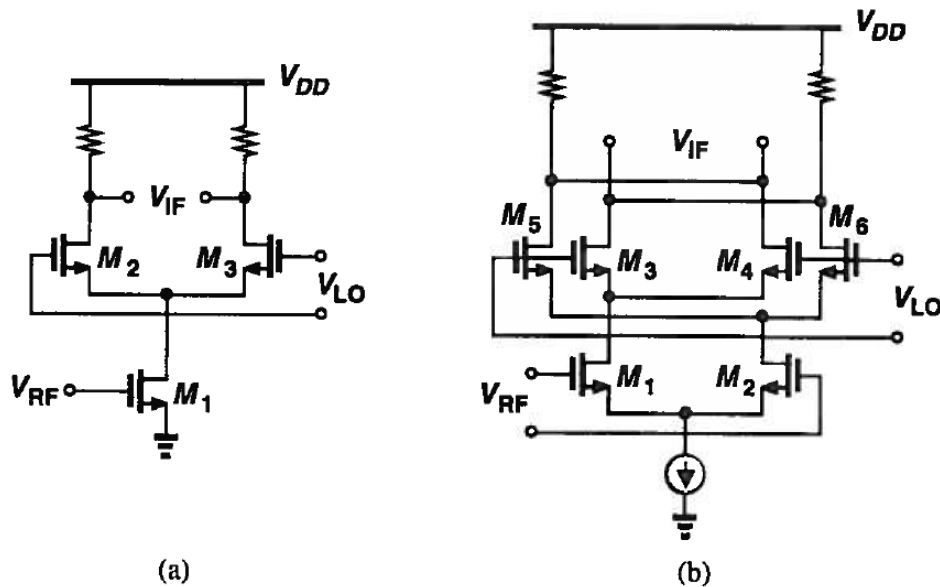 V_DD
V_IF
M_2
M_3
V_LO
V_RF
M_1
(a)
V_DD
V_IF
M_5
M_6
M_3
M_4
V_LO
M_1
M_2
V_RF
(b)